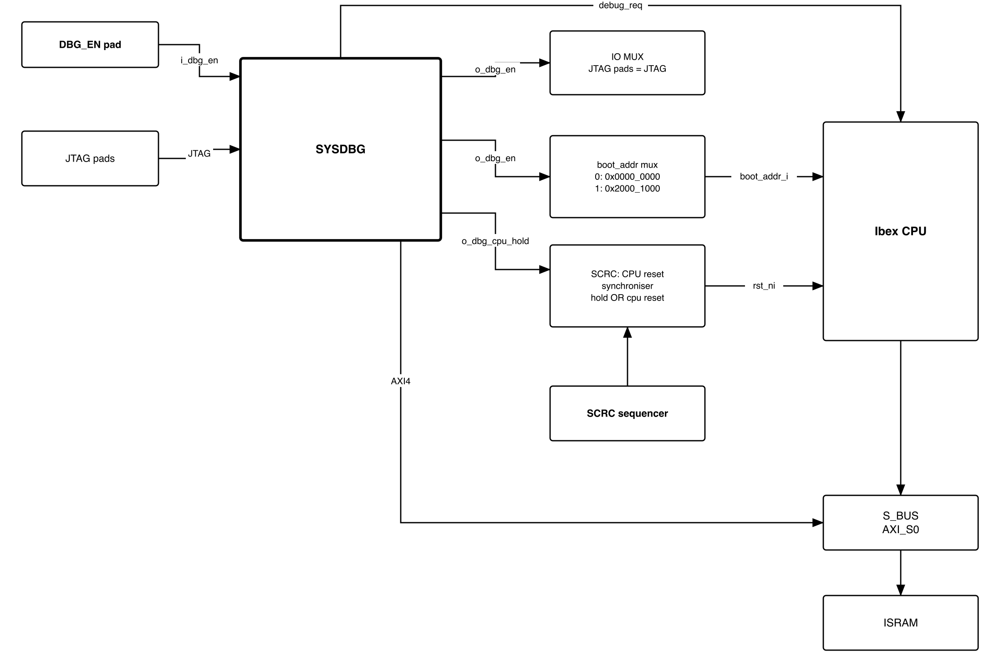 debug_req
DBG_EN pad
i_dbg_en
IO MUX
JTAG pads = JTAG
o_dbg_en
JTAG pads
JTAG
SYSDBG
o_dbg_en
boot_addr mux
0: 0x0000_0000
1: 0x2000_1000
boot_addr_i
Ibex CPU
o_dbg_cpu_hold
SCRC: CPU reset
synchroniser
hold OR cpu reset
rst_ni
AXI4
SCRC sequencer
S_BUS
AXI_S0
ISRAM